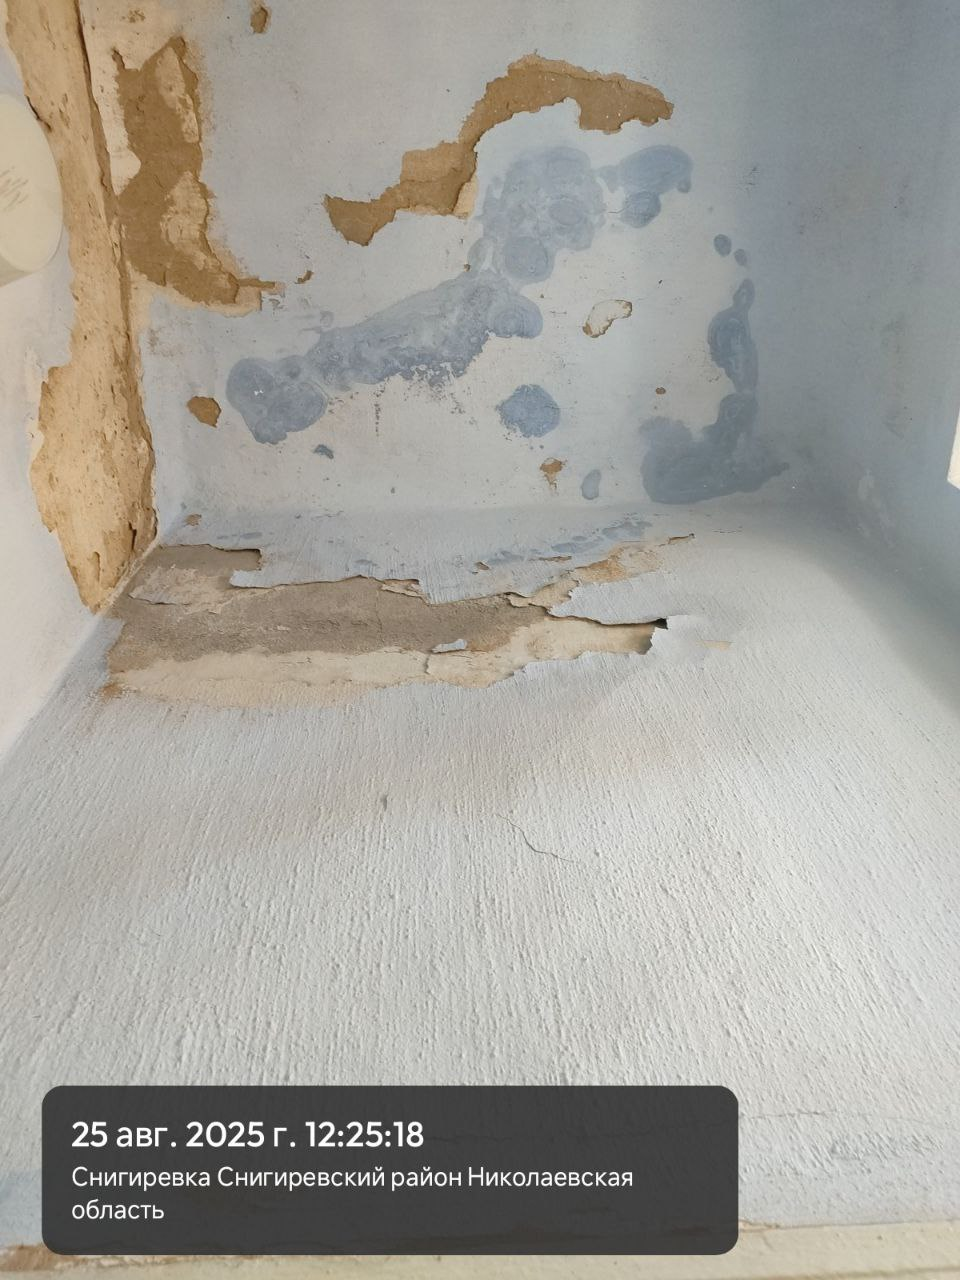 25 авг. 2025 г. 12:25:18
Снигиревка Снигиревский район Николаевская
область